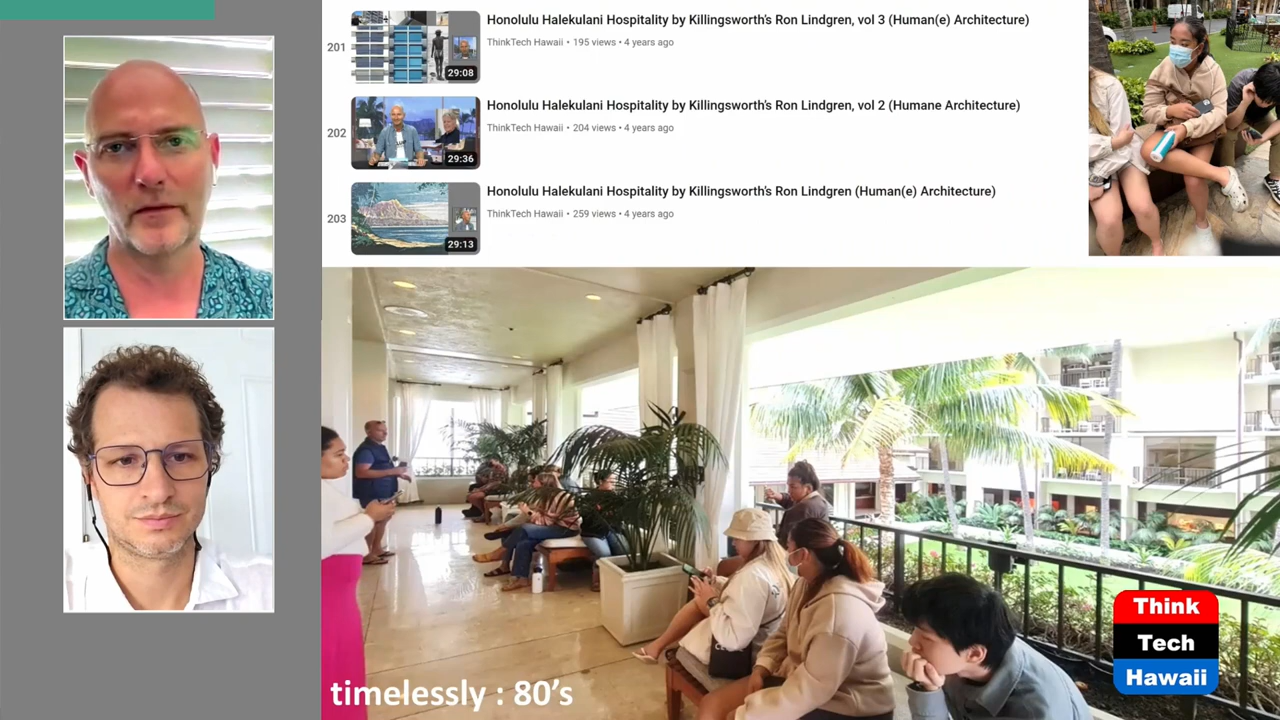 201
Honolulu Halekulani Hospitality by Killingsworth's Ron Lindgren, vol 3 (Human(e) Architecture)
ThinkTech Hawaii • 195 views • 4 years ago
29:08
202
Honolulu Halekulani Hospitality by Killingsworth's Ron Lindgren, vol 2 (Humane Architecture)
ThinkTech Hawaii • 204 views • 4 years ago
29:36
203
Honolulu Halekulani Hospitality by Killingsworth's Ron Lindgren (Human(e) Architecture)
ThinkTech Hawaii • 259 views • 4 years ago
29:13
timelessly : 80's
Think
Tech
Hawaii